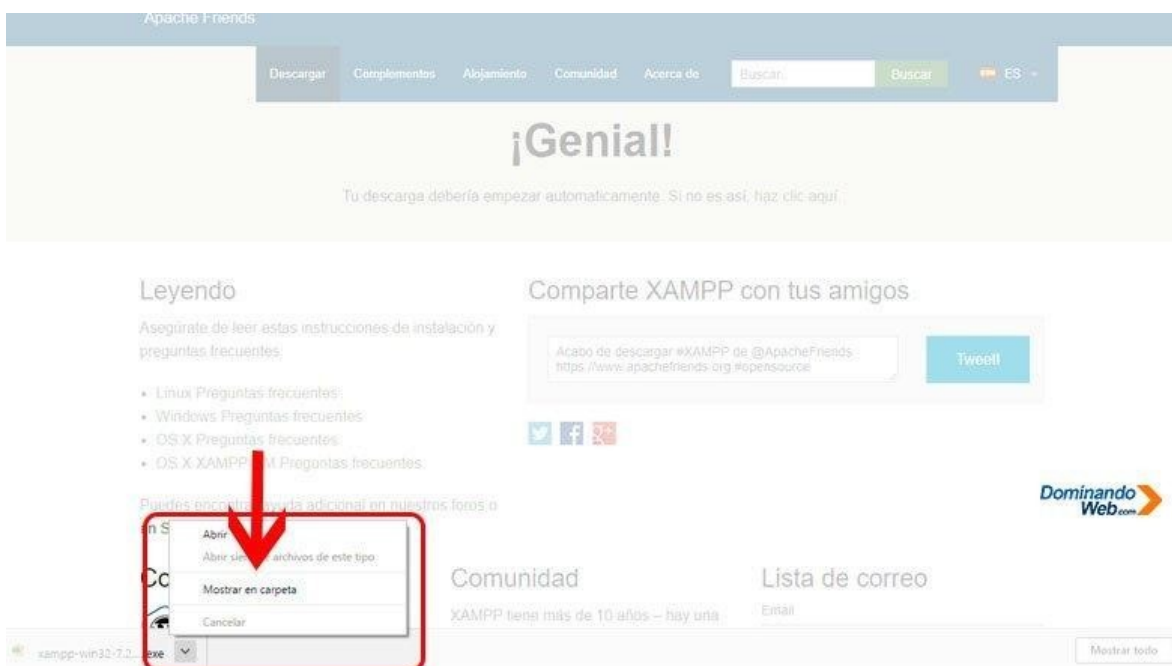 Apache Friends
Descargar Complementos Alojamiento Comunidad Acerca de Buscar... Buscar ES
¡Genial!
Tu descarga debería empezar automaticamente. Si no es así, haz clic aquí.
Leyendo
Asegúrate de leer estas instrucciones de instalación y
preguntas frecuentes:
• Linux Preguntas frecuentes
• Windows Preguntas frecuentes
• OS X Preguntas frecuentes
• OS X XAMPP Preguntas frecuentes
Puedes ayuda adicional en nuestros foros o
Comparte XAMPP con tus amigos
Acabo de descargar #XAMPP de @ApacheFriends
https://www.apachefriends.org #opensource
Tweet!
Dominando
Web.com
Abrir
Abrir archivos de este tipo
Mostrar en carpeta
Cancelar
Comunidad
XAMPP tiene más de 10 años – hay una
Lista de correo
Email
xampp-win32-7.2....exe
Mostrar todo